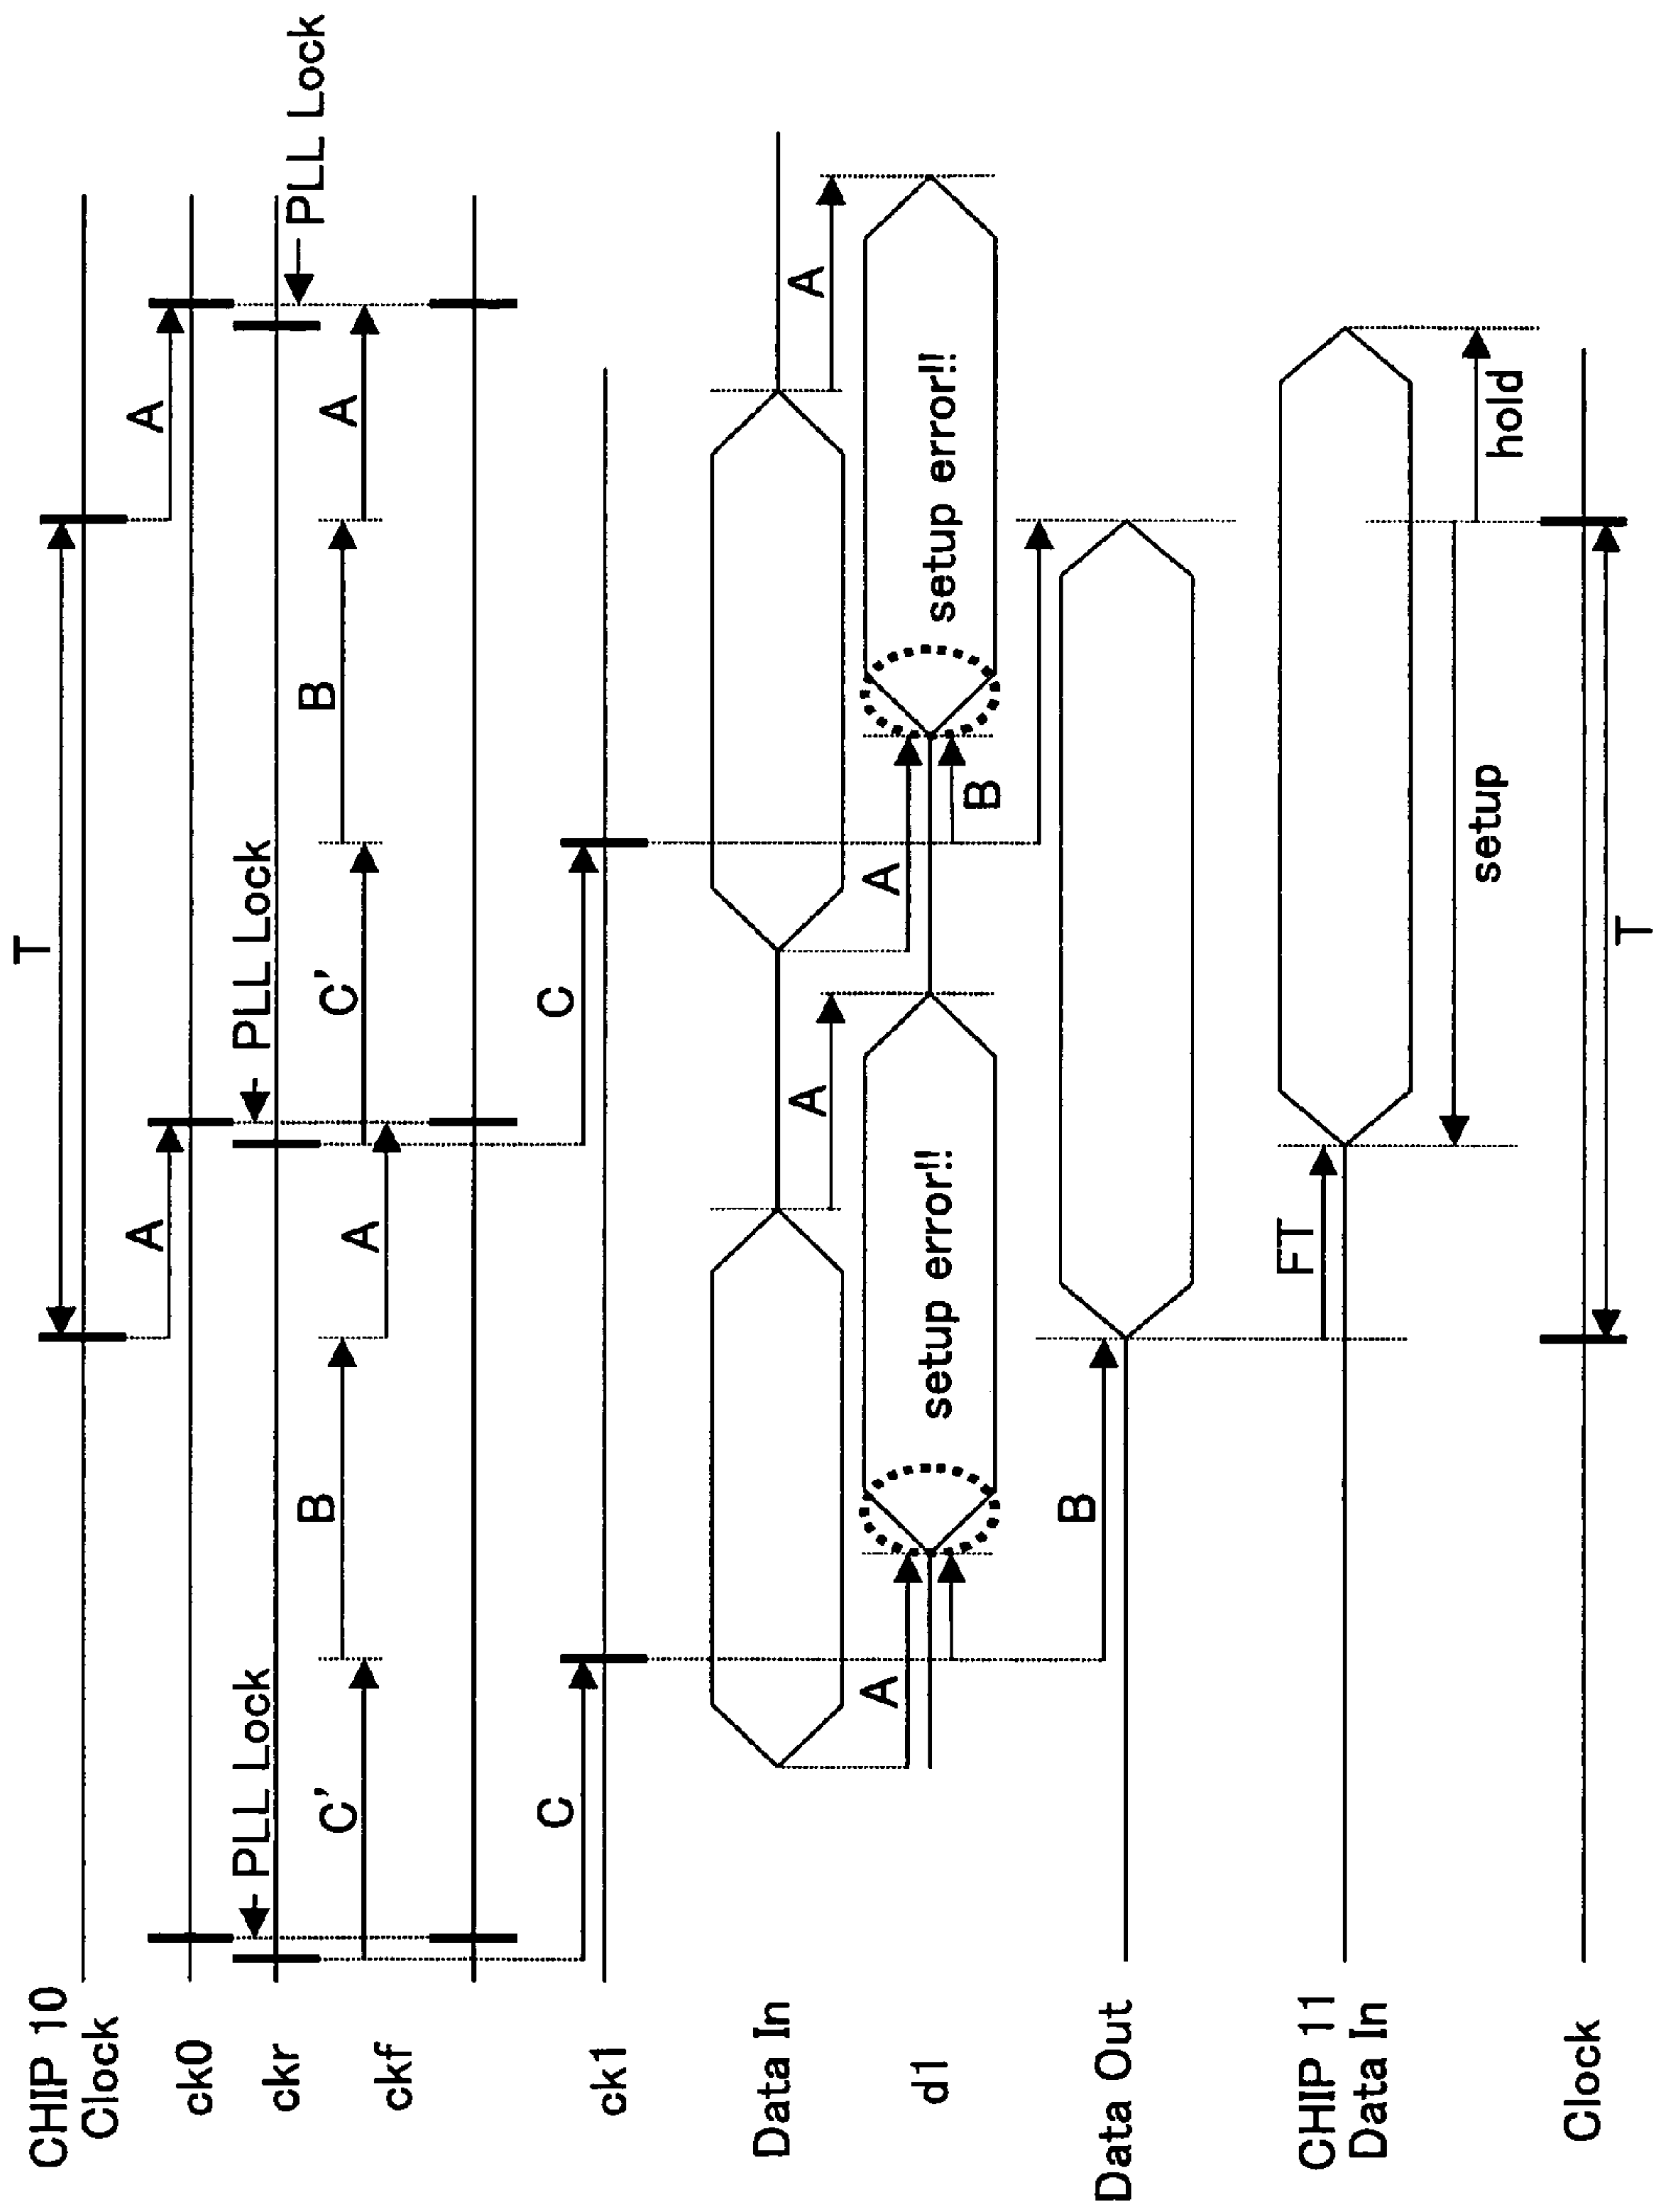 T
CHIP 10
Clock
A A
ck0
PLL Lock PLL Lock PLL Lock
ckr
B B
C' A C' A
ckf
C C
ck1
Data In
A A
A A
d1 setup error!! setup error!!
B
B
Data Out
FT
CHIP 11
Data In
setup hold
Clock
T